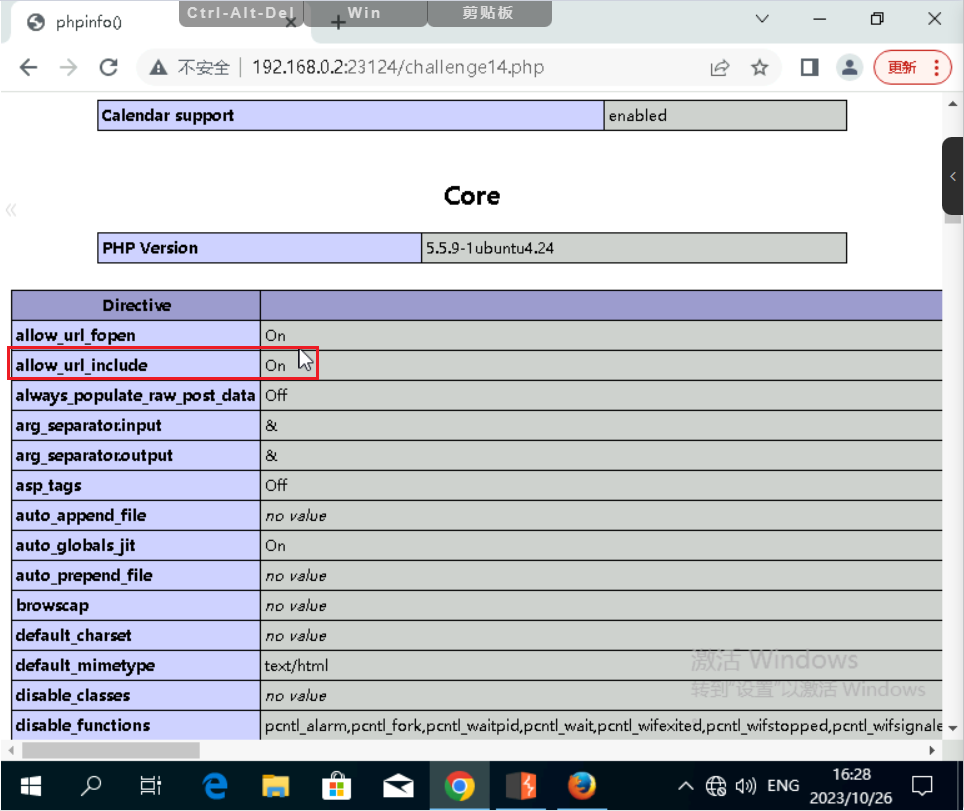 Ctrl-Alt-Del Win 剪贴板
phpinfo()
不安全 192.168.0.2:23124/challenge14.php 更新
Calendar support enabled
Core
PHP Version 5.5.9-1ubuntu4.24
Directive
allow_url_fopen On
allow_url_include On
always_populate_raw_post_data Off
arg_separator.input &
arg_separator.output &
asp_tags Off
auto_append_file no value
auto_globals_jit On
auto_prepend_file no value
browscap no value
default_charset no value
default_mimetype text/html
disable_classes no value
disable_functions pcntl_alarm,pcntl_fork,pcntl_waitpid,pcntl_wait,pcntl_wifexited,pcntl_wifstopped,pcntl_wifsignale
激活 Windows
转到"设置"以激活 Windows
ENG
16:28
2023/10/26